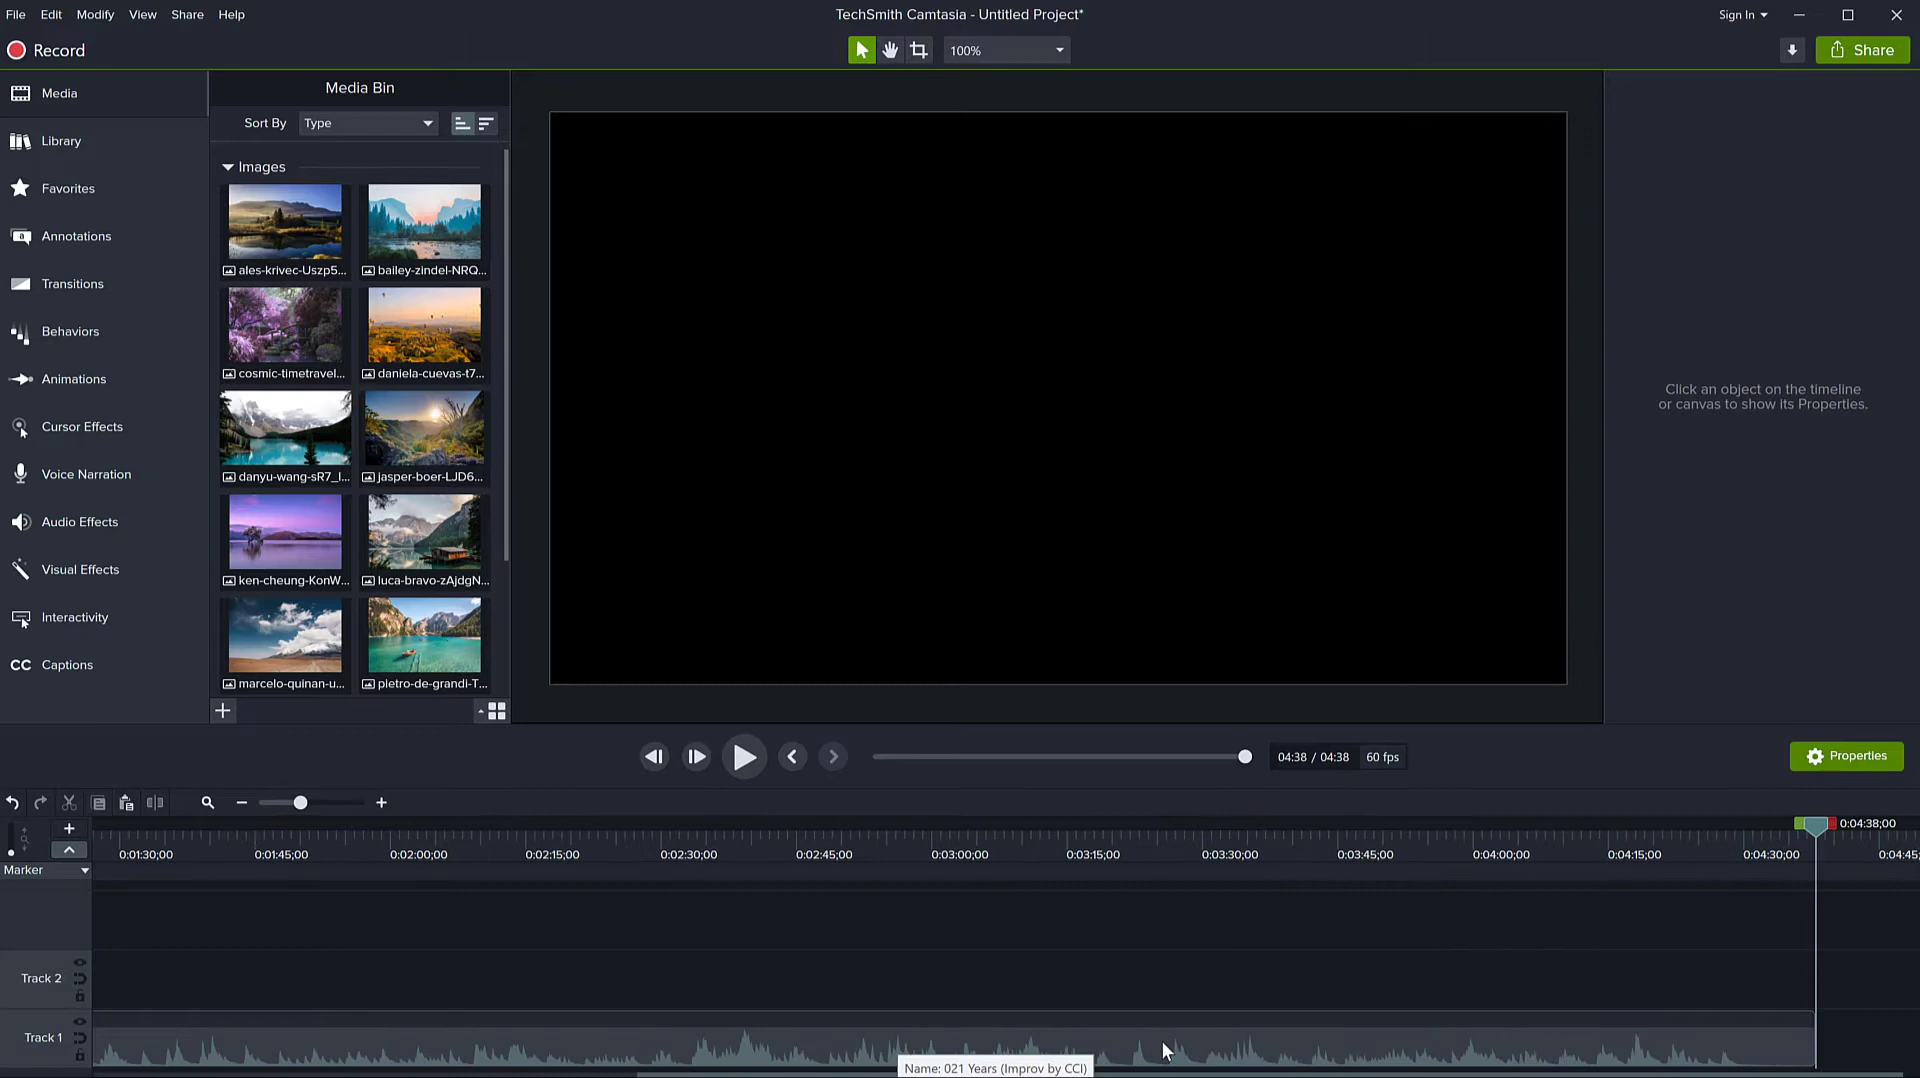 File Edit Modify View Share Help
TechSmith Camtasia - Untitled Project*
Sign In
Record
100%
Share
Media
Library
Favorites
Annotations
Transitions
Behaviors
Animations
Cursor Effects
Voice Narration
Audio Effects
Visual Effects
Interactivity
CC Captions
Media Bin
Sort By Type
Images
ales-krivec-Uszp5... bailey-zindel-NRQ...
cosmic-timetravel... daniela-cuevas-t7...
danyu-wang-sR7_l... jasper-boer-LJD6...
ken-cheung-KonW... luca-bravo-zAjdgN...
marcelo-quinan-u... pietro-de-grandi-T...
Click an object on the timeline
or canvas to show its Properties.
04:38 / 04:38 60 fps
Properties
0:04:38;00
0:01:30;00 0:01:45;00 0:02:00;00 0:02:15;00 0:02:30;00 0:02:45;00 0:03:00;00 0:03:15;00 0:03:30;00 0:03:45;00 0:04:00;00 0:04:15;00 0:04:30;00 0:04:45;
Marker
Track 2
Track 1
Name: 021 Years (Improv by CCI)